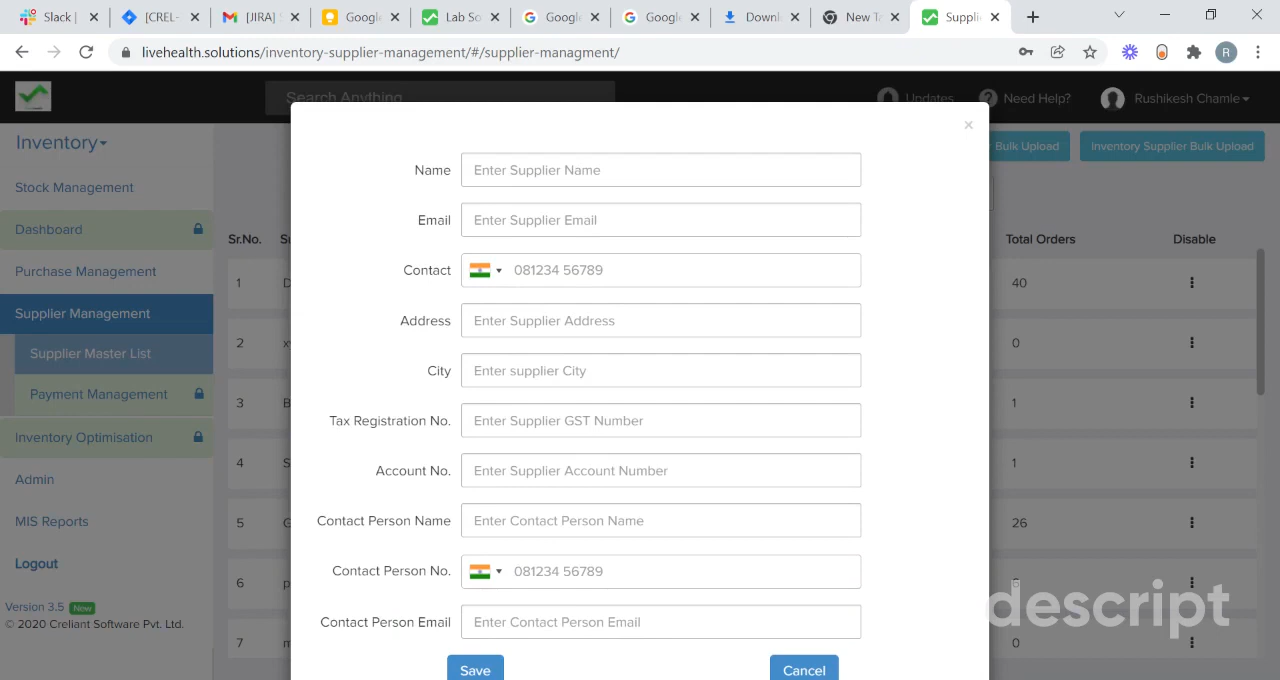 Slack |
[CREL-
[JIRA]
Google
Lab So
Google
Google
Downl
New Ta
Suppli
livehealth.solutions/inventory-supplier-management/#/supplier-managment/
R
Search Anything
Updates
Need Help?
Rushikesh Chamle
Inventory
Bulk Upload
Inventory Supplier Bulk Upload
Stock Management
Dashboard
Purchase Management
Supplier Management
Supplier Master List
Payment Management
Inventory Optimisation
Admin
MIS Reports
Logout
Version 3.5 New
© 2020 Creliant Software Pvt. Ltd.
Sr.No.
Total Orders
Disable
1
40
2
0
3
1
4
1
5
26
6
7
0
Name
Enter Supplier Name
Email
Enter Supplier Email
Contact
081234 56789
Address
Enter Supplier Address
City
Enter supplier City
Tax Registration No.
Enter Supplier GST Number
Account No.
Enter Supplier Account Number
Contact Person Name
Enter Contact Person Name
Contact Person No.
081234 56789
Contact Person Email
Enter Contact Person Email
Save
Cancel
descript